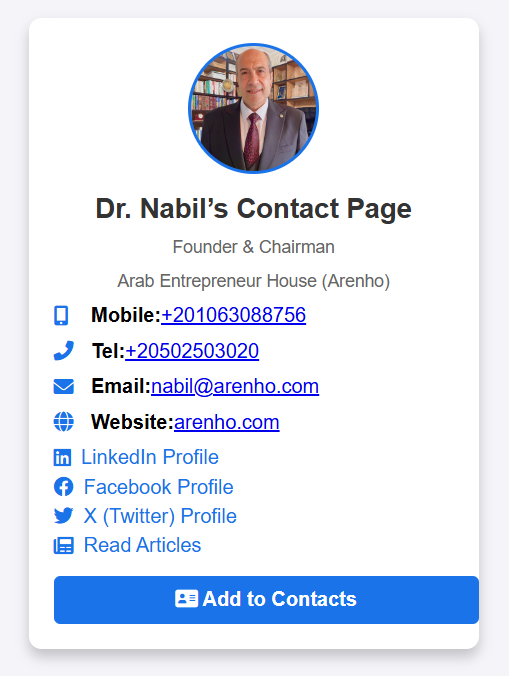 Dr. Nabil’s Contact Page
Founder & Chairman
Arab Entrepreneur House (Arenho)
Mobile:+201063088756
Tel:+20502503020
Email:nabil@arenho.com
Website:arenho.com
LinkedIn Profile
Facebook Profile
X (Twitter) Profile
Read Articles
Add to Contacts